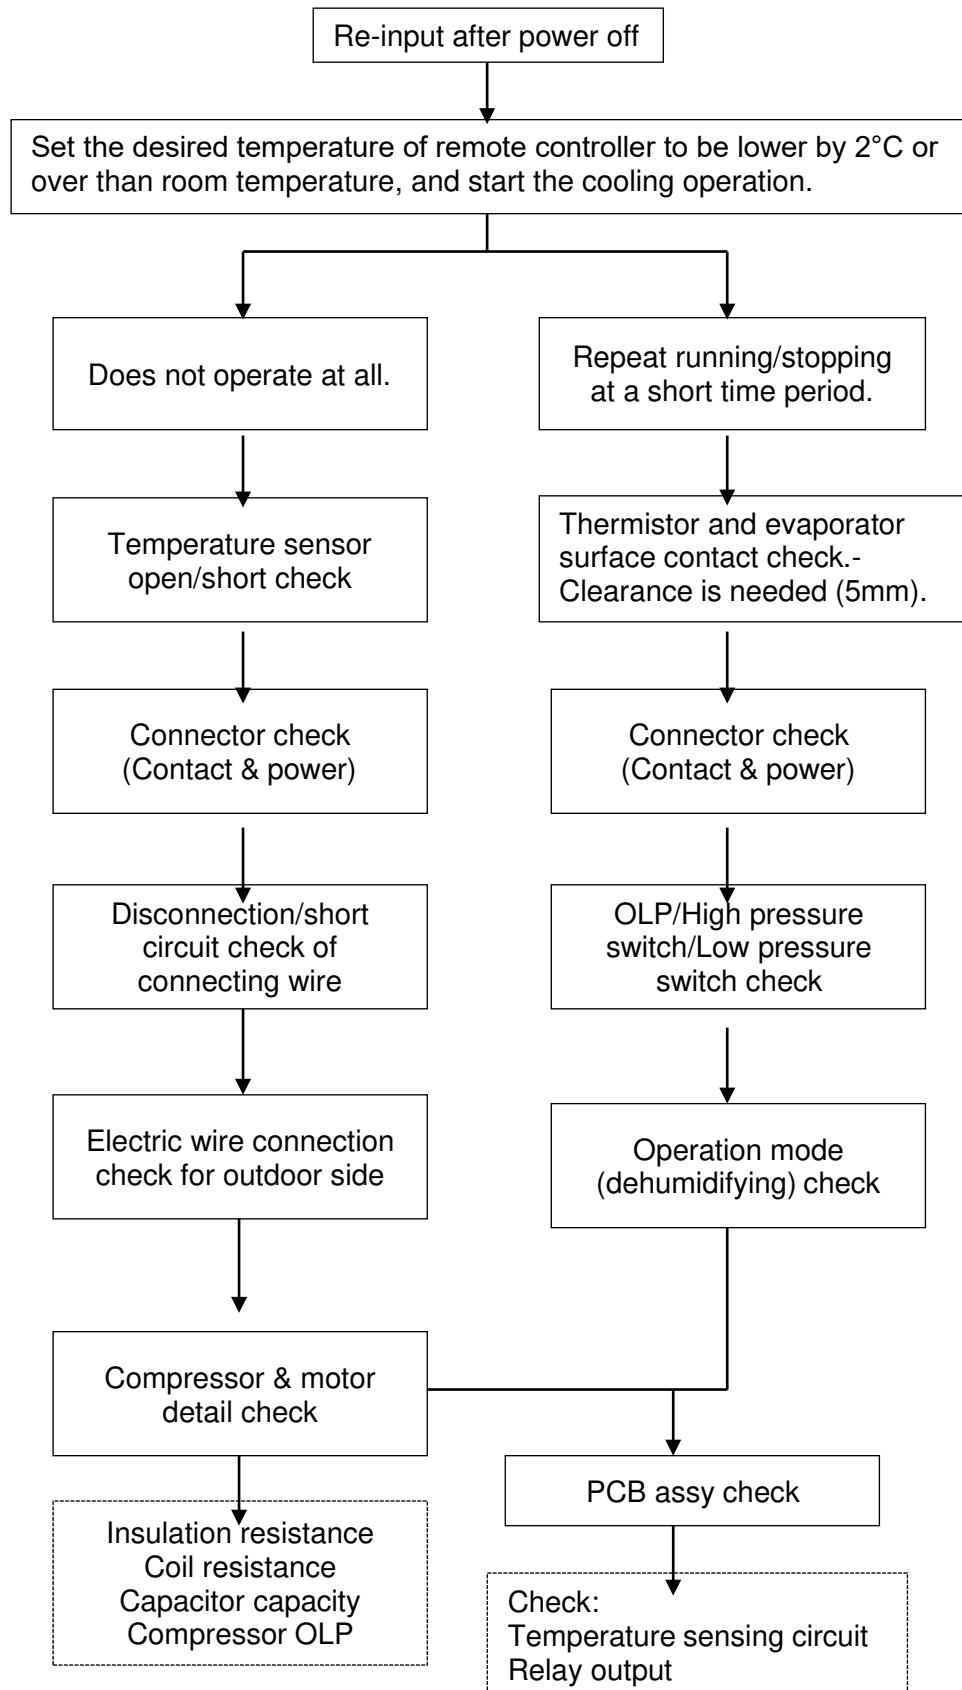 Re-input after power off
Set the desired temperature of remote controller to be lower by 2°C or
over than room temperature, and start the cooling operation.
Does not operate at all.
Repeat running/stopping
at a short time period.
Temperature sensor
open/short check
Thermistor and evaporator
surface contact check.-
Clearance is needed (5mm).
Connector check
(Contact & power)
Connector check
(Contact & power)
Disconnection/short
circuit check of
connecting wire
OLP/High pressure
switch/Low pressure
switch check
Electric wire connection
check for outdoor side
Operation mode
(dehumidifying) check
Compressor & motor
detail check
PCB assy check
Insulation resistance
Coil resistance
Capacitor capacity
Compressor OLP
Check:
Temperature sensing circuit
Relay output